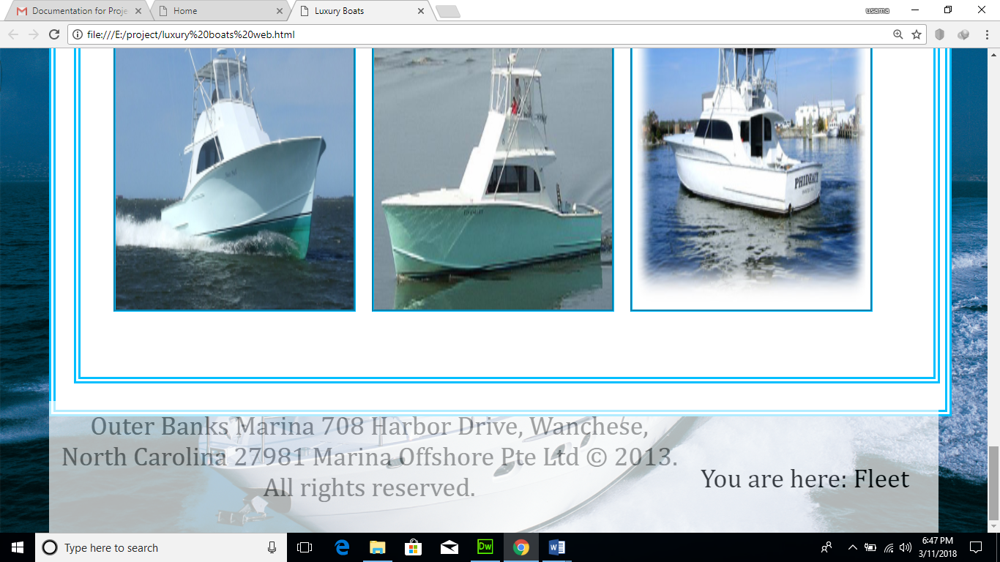 Documentation for Proje
Home
Luxury Boats
usama
file:///E:/project/luxury%20boats%20web.html
PHIDEAUX
Outer Banks Marina 708 Harbor Drive, Wanchese,
North Carolina 27981 Marina Offshore Pte Ltd © 2013.
All rights reserved.
You are here: Fleet
Type here to search
Dw
6:47 PM
3/11/2018